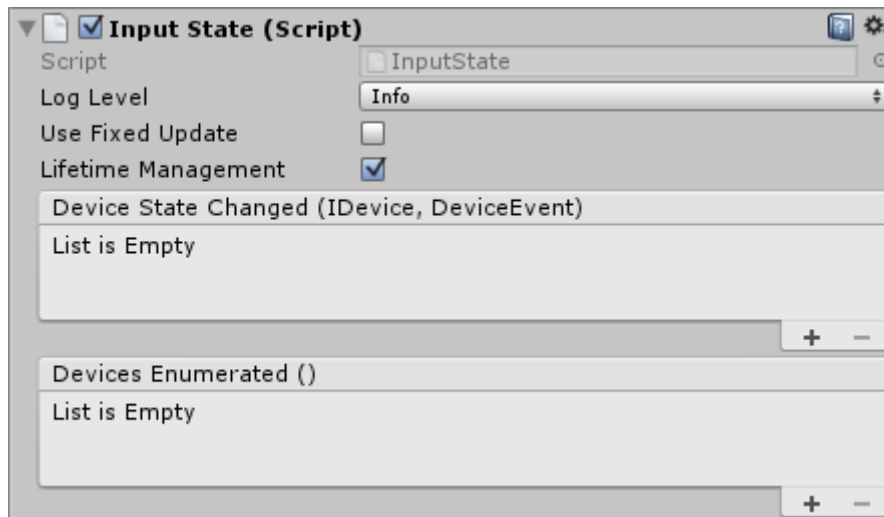 Input State (Script)
Script InputState
Log Level Info
Use Fixed Update
Lifetime Management
Device State Changed (IDevice, DeviceEvent)
List is Empty
+ −
Devices Enumerated ()
List is Empty
+ −